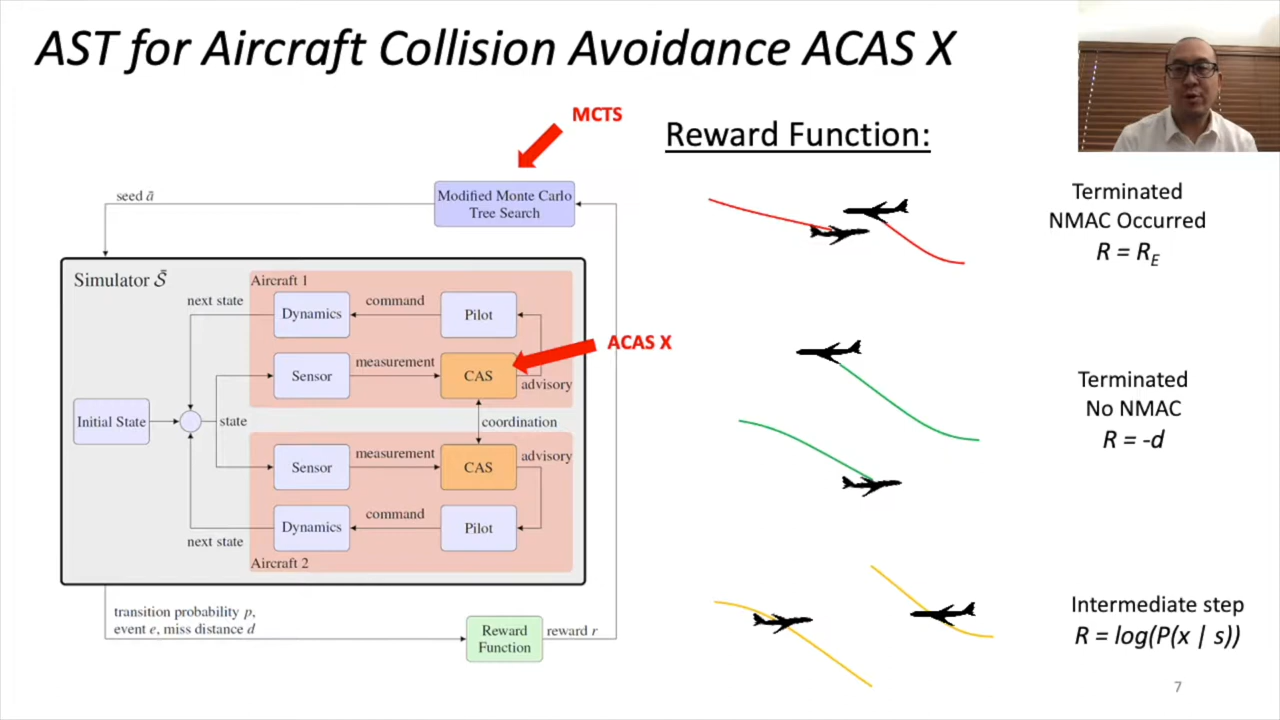 AST for Aircraft Collision Avoidance ACAS X
MCTS
Reward Function:
seed ā
Modified Monte Carlo
Tree Search
Simulator S̄
Aircraft 1
next state
Dynamics
command
Pilot
Sensor
measurement
CAS
advisory
ACAS X
Initial State
state
coordination
Sensor
measurement
CAS
advisory
Dynamics
command
Pilot
next state
Aircraft 2
transition probability p,
event e, miss distance d
Reward
Function
reward r
Terminated
NMAC Occurred
R = R_E
Terminated
No NMAC
R = -d
Intermediate step
R = log(P(x | s))
7